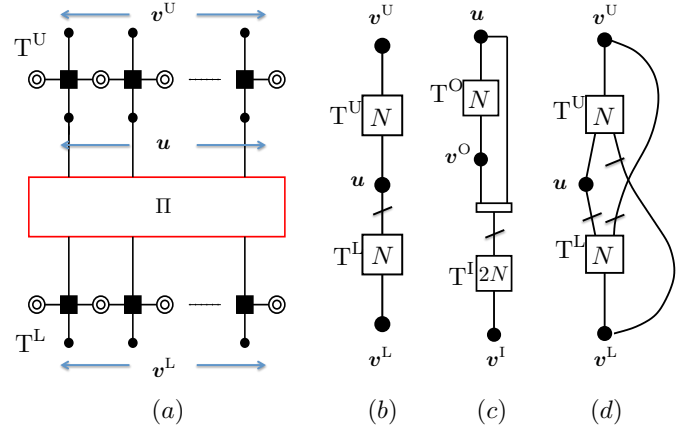 v^U
T^U
u
Π
T^L
v^L
(a)
v^U
T^U
N
u
T^L
N
v^L
(b)
u
T^O
N
v^O
T^I
2N
v^I
(c)
v^U
T^U
N
u
T^L
N
v^L
(d)